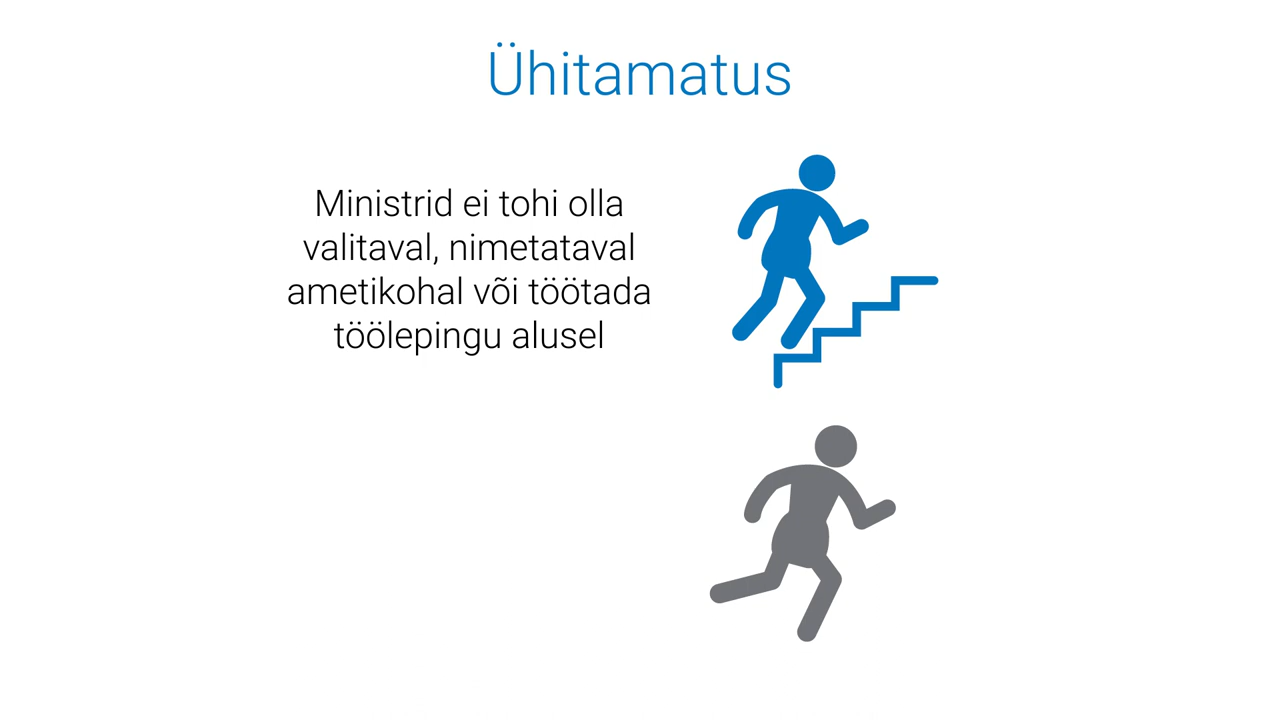 Ühitamatus
Ministrid ei tohi olla
valitaval, nimetataval
ametikohal või töötada
töölepingu alusel